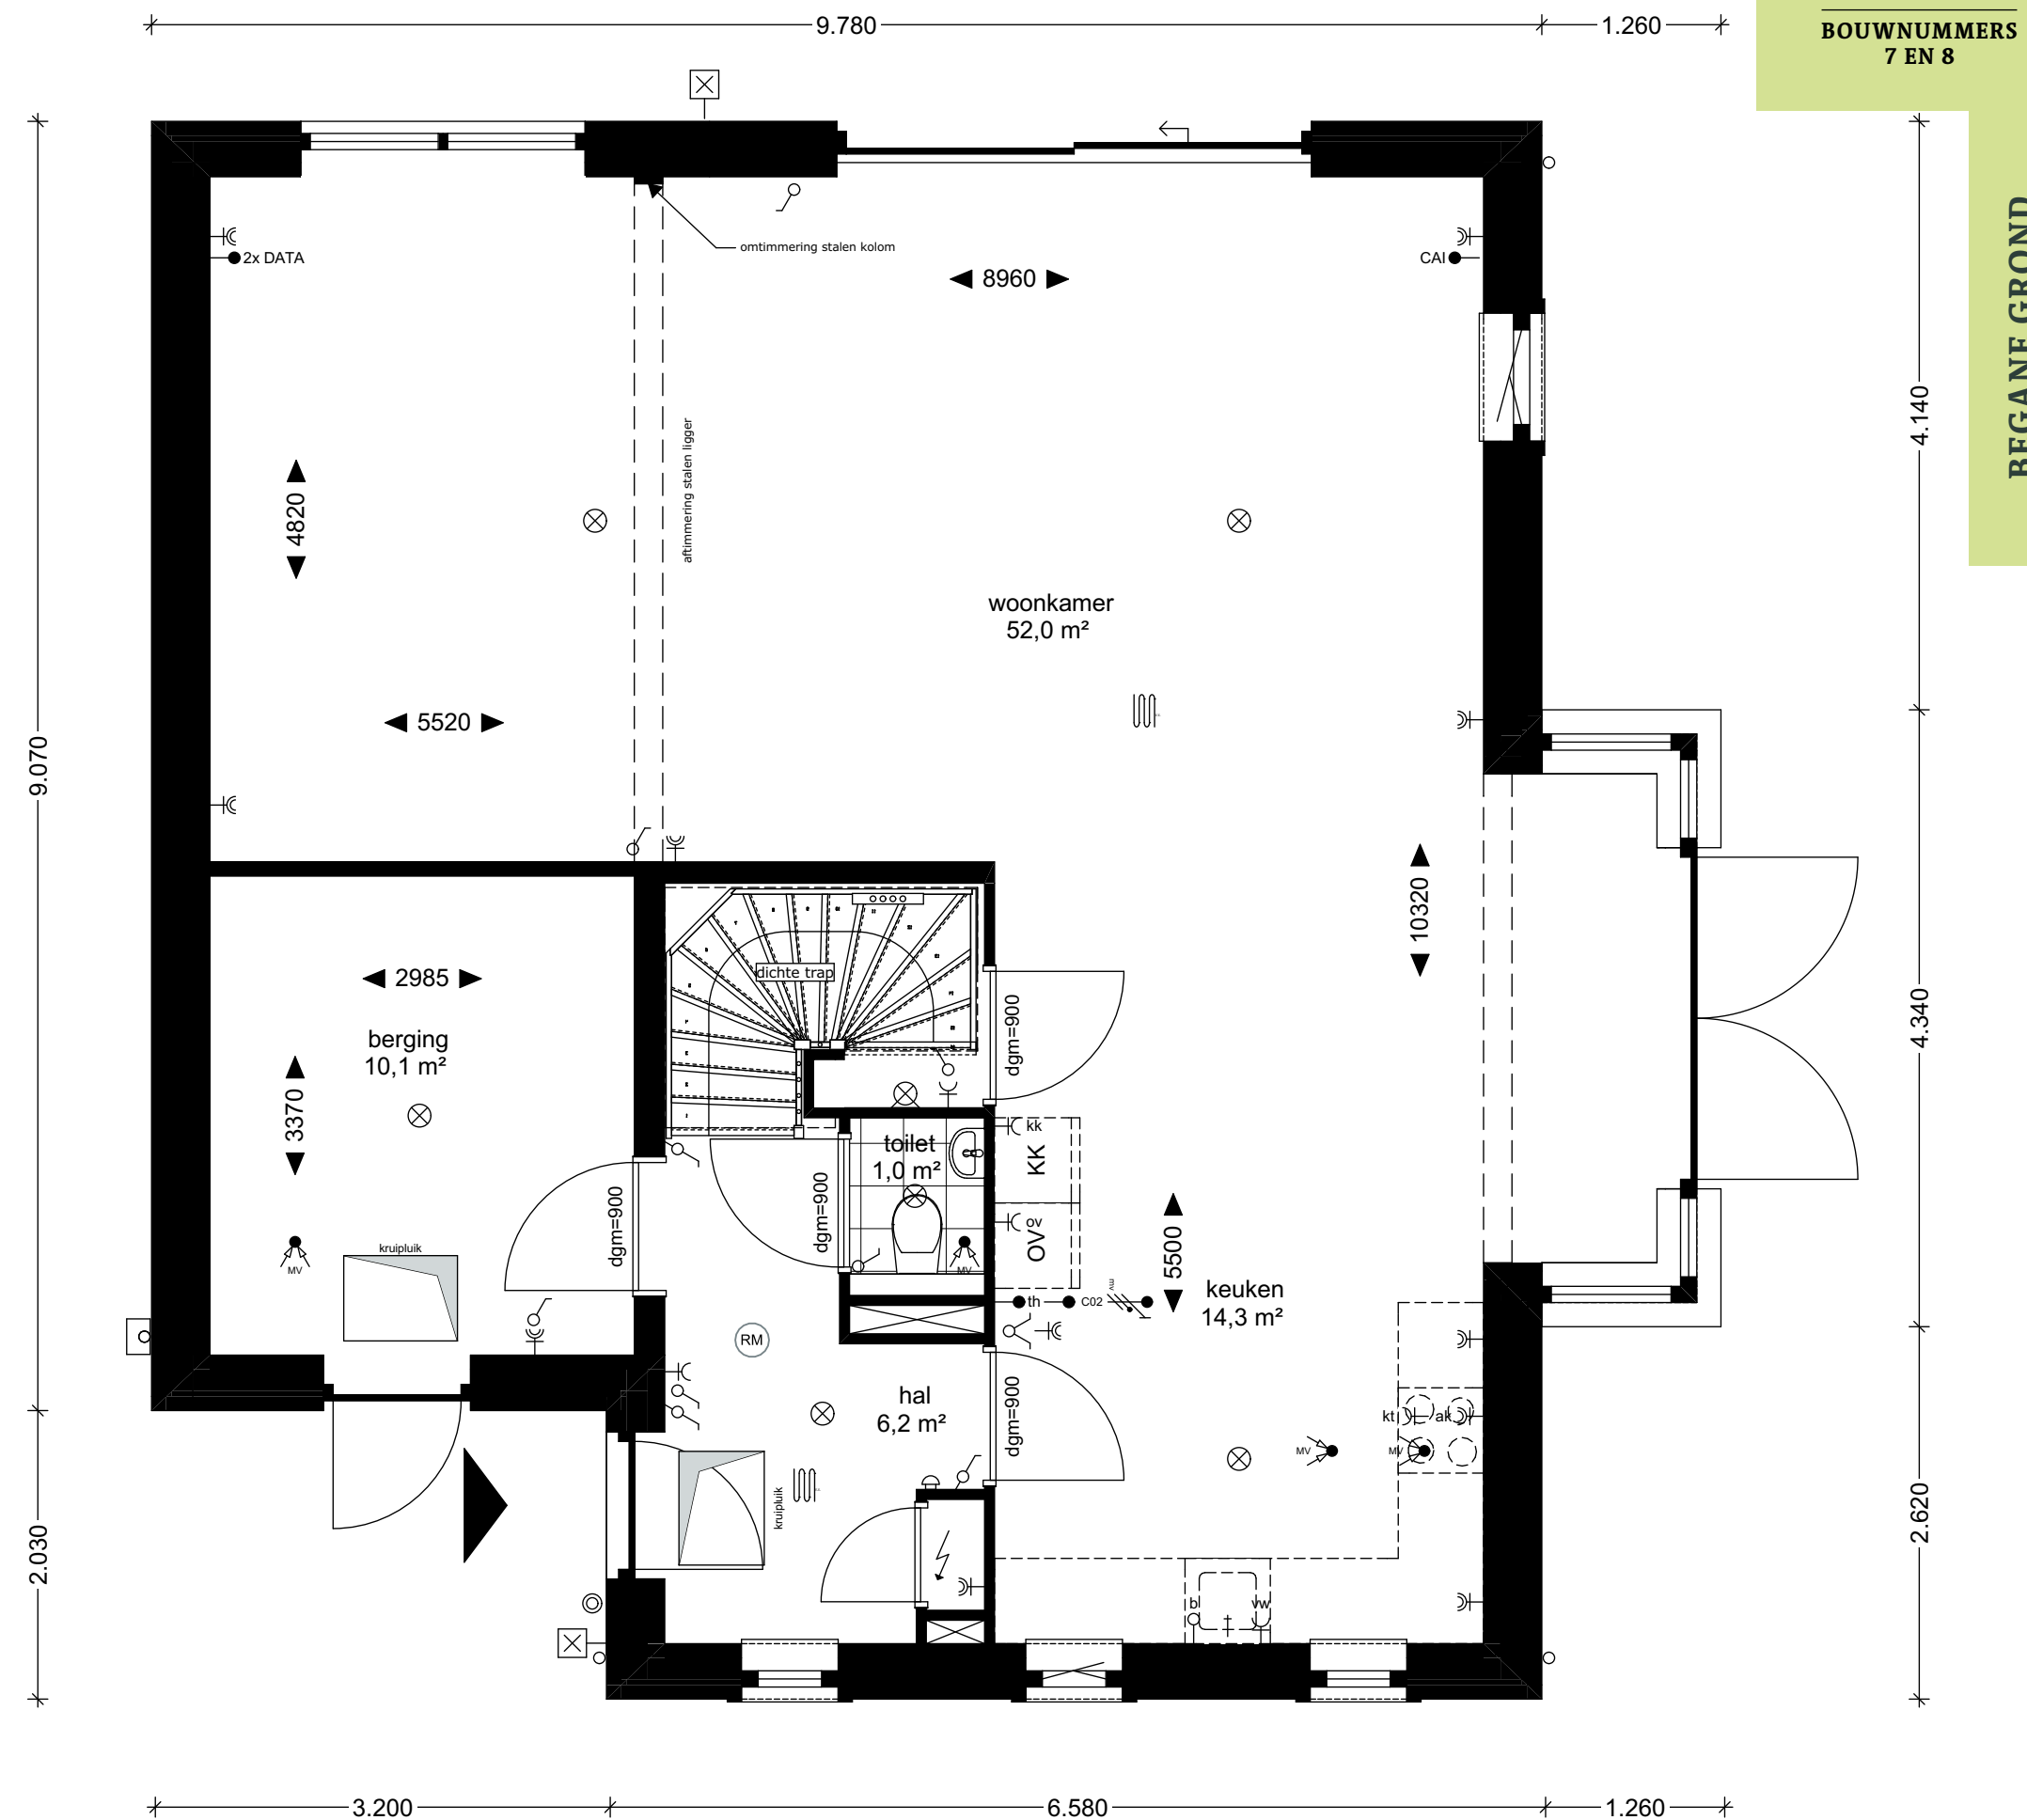 9.780
1.260
BOUWNUMMERS
7 EN 8
BEGANE GROND
omtimmering stalen kolom
2x DATA
CAI
8960
4.140
4820
aftimmering stalen ligger
woonkamer
52,0 m²
5520
9.070
10320
dichte trap
2985
berging
10,1 m²
3370
dgm=900
4.340
toilet
1,0 m²
kk
KK
dgm=900
dgm=900
ov
OV
5500
MV
kruipluik
MV
mv
th
C02
keuken
14,3 m²
RM
hal
6,2 m²
dgm=900
kt
ak
MV
MV
kruipluik
2.030
2.620
b
vw
3.200
6.580
1.260